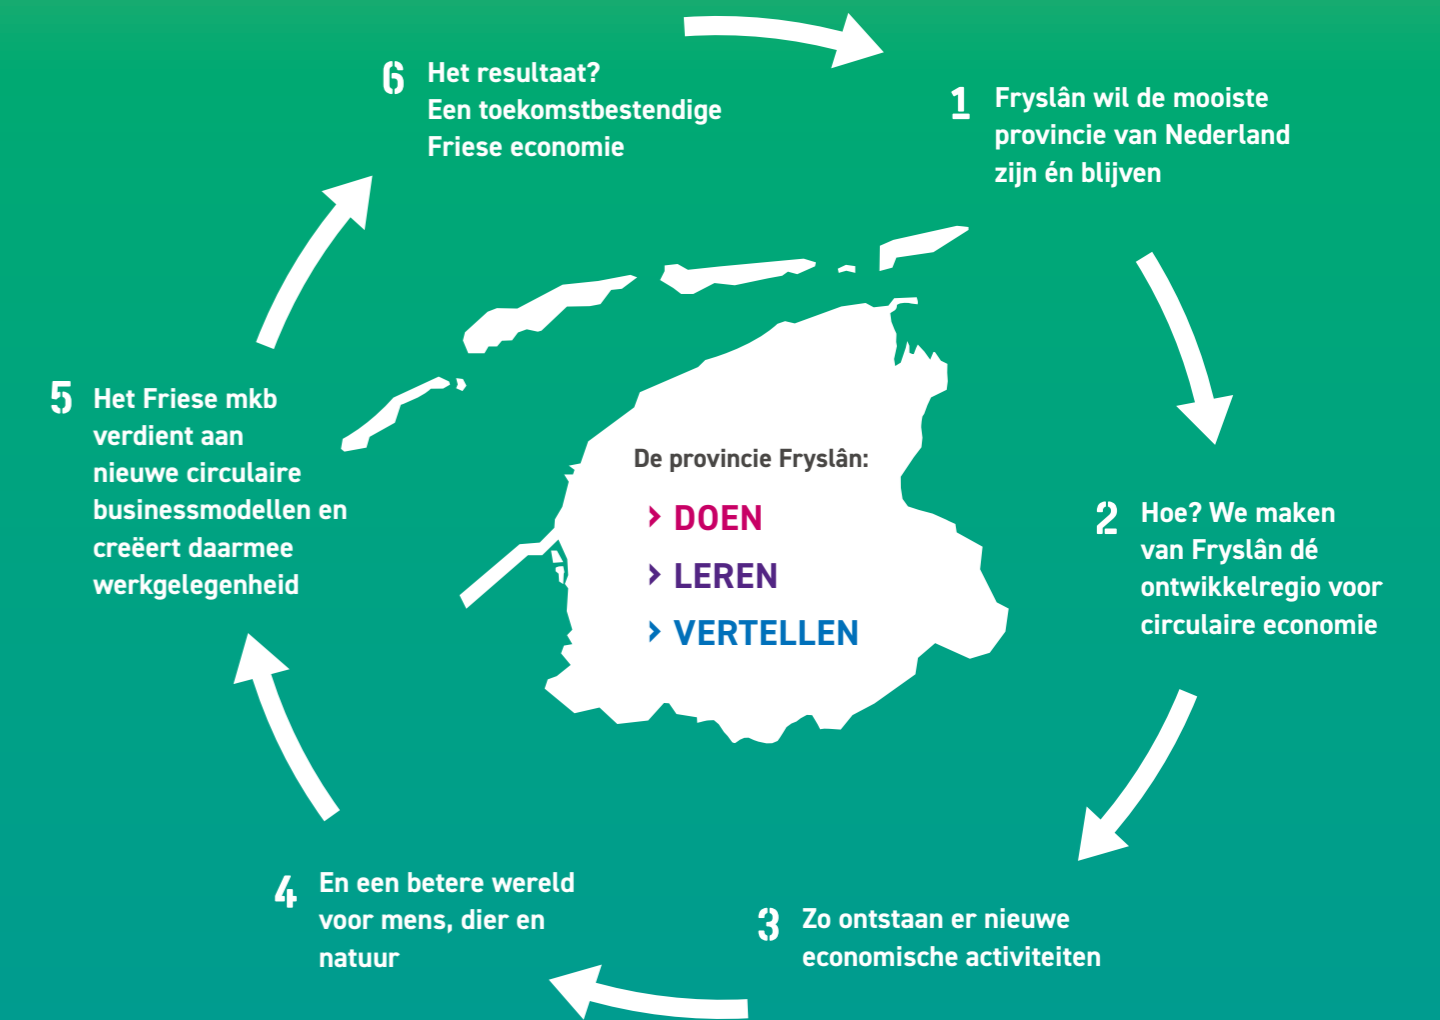 1 Fryslân wil de mooiste
provincie van Nederland
zijn én blijven
2 Hoe? We maken
van Fryslân dé
ontwikkelregio voor
circulaire economie
3 Zo ontstaan er nieuwe
economische activiteiten
4 En een betere wereld
voor mens, dier en
natuur
5 Het Friese mkb
verdient aan
nieuwe circulaire
businessmodellen en
creëert daarmee
werkgelegenheid
6 Het resultaat?
Een toekomstbestendige
Friese economie
De provincie Fryslân:
> DOEN
> LEREN
> VERTELLEN